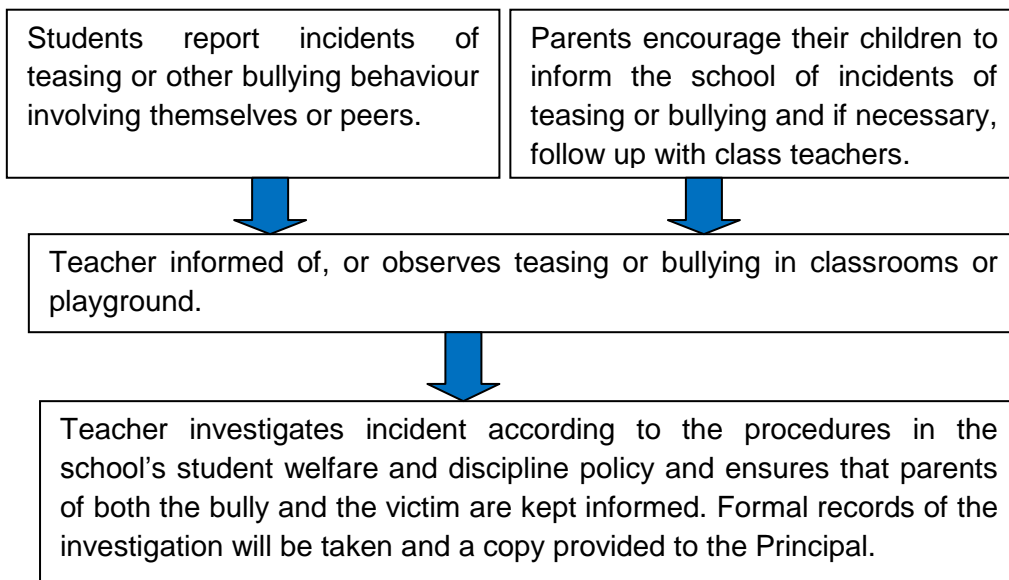 Students report incidents of
teasing or other bullying behaviour
involving themselves or peers.
Parents encourage their children to
inform the school of incidents of
teasing or bullying and if necessary,
follow up with class teachers.
Teacher informed of, or observes teasing or bullying in classrooms or
playground.
Teacher investigates incident according to the procedures in the
school’s student welfare and discipline policy and ensures that parents
of both the bully and the victim are kept informed. Formal records of the
investigation will be taken and a copy provided to the Principal.